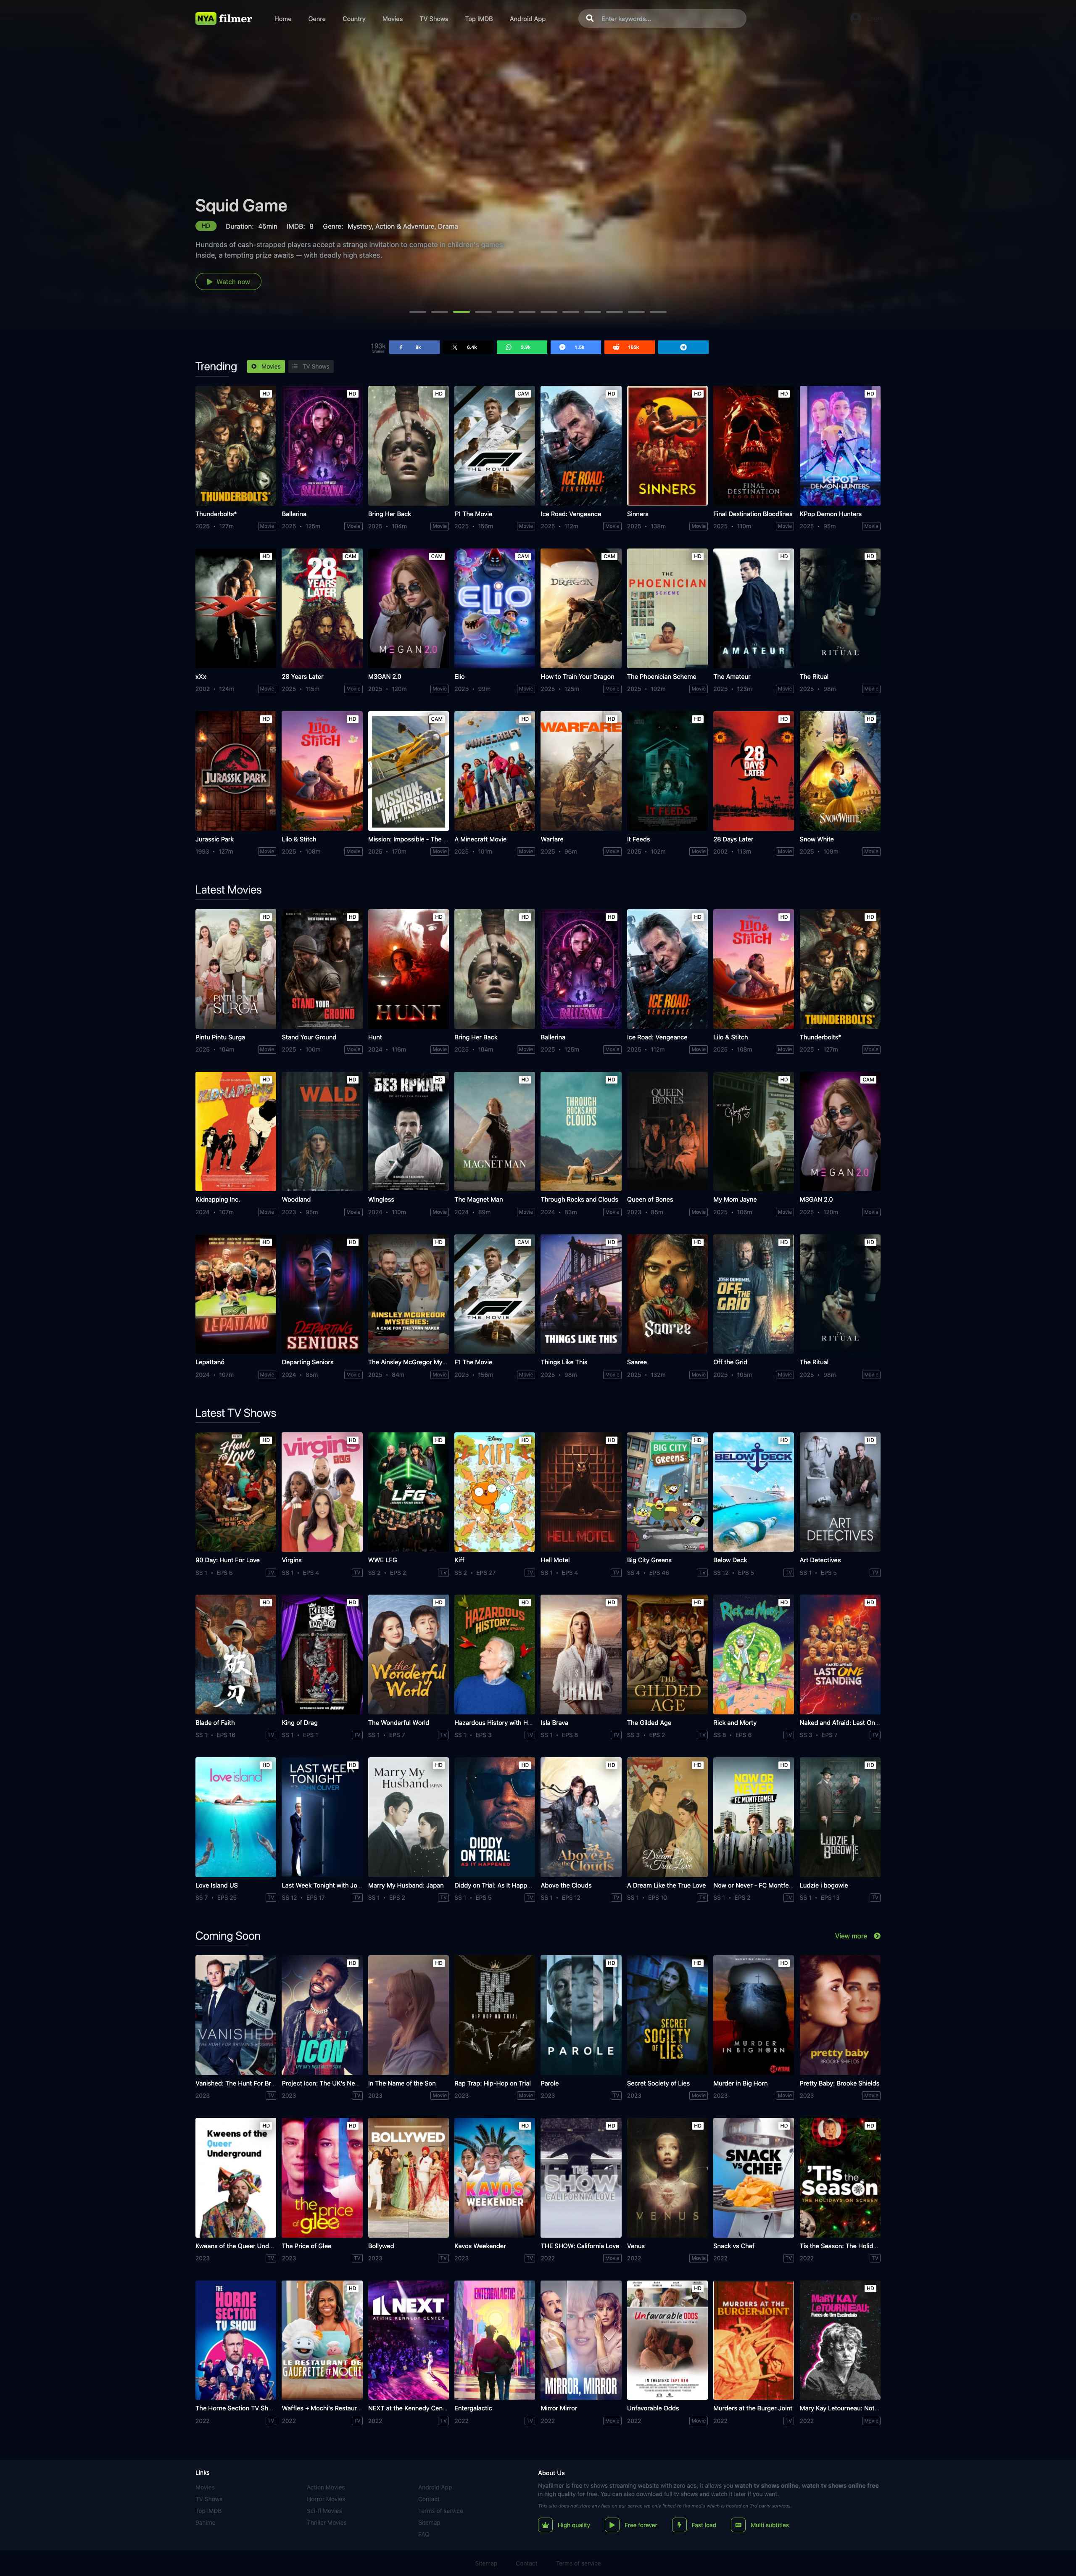 NYA filmer
Home Genre Country Movies TV Shows Top IMDB Android App
Enter keywords...
Squid Game
HD Duration: 45min IMDB: 8 Genre: Mystery, Action & Adventure, Drama
Hundreds of cash-strapped players accept a strange invitation to compete in children's games.
Inside, a tempting prize awaits — with deadly high stakes.
Watch now
193k 9k 6.4k 1.9k 165k
Trending Movies TV Shows
Thunderbolts* Ballerina Bring Her Back F1 The Movie Ice Road: Vengeance Sinners Final Destination Bloodlines KPop Demon Hunters
2025 • 127m Movie 2025 • 125m Movie 2025 • 104m Movie 2025 • 156m Movie 2025 • 112m Movie 2025 • 138m Movie 2025 • 110m Movie 2025 • 95m Movie
xXx 28 Years Later M3GAN 2.0 Elio How to Train Your Dragon The Phoenician Scheme The Amateur The Ritual
2002 • 124m Movie 2025 • 115m Movie 2025 • 120m Movie 2025 • 99m Movie 2025 • 125m Movie 2025 • 102m Movie 2025 • 123m Movie 2025 • 98m Movie
Jurassic Park Lilo & Stitch Mission: Impossible - The A Minecraft Movie Warfare It Feeds 28 Days Later Snow White
1993 • 127m Movie 2025 • 108m Movie 2025 • 170m Movie 2025 • 101m Movie 2025 • 96m Movie 2025 • 102m Movie 2002 • 113m Movie 2025 • 109m Movie
Latest Movies
Pintu Pintu Surga Stand Your Ground Hunt Bring Her Back Ballerina Ice Road: Vengeance Lilo & Stitch Thunderbolts*
2025 • 104m Movie 2025 • 100m Movie 2024 • 116m Movie 2025 • 104m Movie 2025 • 125m Movie 2025 • 112m Movie 2025 • 108m Movie 2025 • 127m Movie
Kidnapping Inc. Woodland Wingless The Magnet Man Through Rocks and Clouds Queen of Bones My Mom Jayne M3GAN 2.0
2024 • 107m Movie 2023 • 95m Movie 2024 • 110m Movie 2024 • 89m Movie 2024 • 83m Movie 2023 • 85m Movie 2025 • 106m Movie 2025 • 120m Movie
Lepattanó Departing Seniors The Ainsley McGregor My... F1 The Movie Things Like This Saaree Off the Grid The Ritual
2024 • 107m Movie 2024 • 85m Movie 2025 • 84m Movie 2025 • 156m Movie 2025 • 98m Movie 2025 • 132m Movie 2025 • 105m Movie 2025 • 98m Movie
Latest TV Shows
90 Day: Hunt For Love Virgins WWE LFG Kiff Hell Motel Big City Greens Below Deck Art Detectives
SS 1 • EPS 6 TV SS 1 • EPS 4 TV SS 2 • EPS 2 TV SS 2 • EPS 27 TV SS 1 • EPS 4 TV SS 4 • EPS 46 TV SS 12 • EPS 5 TV SS 1 • EPS 5 TV
Blade of Faith King of Drag The Wonderful World Hazardous History with H... Isla Brava The Gilded Age Rick and Morty Naked and Afraid: Last On...
SS 1 • EPS 16 TV SS 1 • EPS 1 TV SS 1 • EPS 7 TV SS 1 • EPS 3 TV SS 1 • EPS 8 TV SS 3 • EPS 2 TV SS 8 • EPS 6 TV SS 3 • EPS 7 TV
Love Island US Last Week Tonight with Jo... Marry My Husband: Japan Diddy on Trial: As It Happ... Above the Clouds A Dream Like the True Love Now or Never - FC Montfe... Ludzie i bogowie
SS 7 • EPS 25 TV SS 12 • EPS 17 TV SS 1 • EPS 2 TV SS 1 • EPS 5 TV SS 1 • EPS 12 TV SS 1 • EPS 10 TV SS 1 • EPS 2 TV SS 1 • EPS 13 TV
Coming Soon View more
Vanished: The Hunt For Br... Project Icon: The UK's Ne... In The Name of the Son Rap Trap: Hip-Hop on Trial Parole Secret Society of Lies Murder in Big Horn Pretty Baby: Brooke Shields
2023 TV 2023 TV 2023 Movie 2023 Movie 2023 TV 2023 Movie 2023 Movie 2023 Movie
Kweens of the Queer Und... The Price of Glee Bollywed Kavos Weekender THE SHOW: California Love Venus Snack vs Chef Tis the Season: The Holid...
2023 TV 2023 TV 2023 TV 2023 TV 2022 Movie 2022 Movie 2022 TV 2022 TV
The Horne Section TV Sh... Waffles + Mochi's Restaur... NEXT at the Kennedy Cen... Entergalactic Mirror Mirror Unfavorable Odds Murders at the Burger Joint Mary Kay Letourneau: Not...
2022 TV 2022 TV 2022 TV 2022 TV 2022 Movie 2022 Movie 2022 TV 2022 Movie
Links
Movies Action Movies Android App
TV Shows Horror Movies Contact
Top IMDB Sci-fi Movies Terms of service
Thriller Movies Sitemap
FAQ
About Us
Nyafilmer is free tv shows streaming website with zero ads, it allows you watch tv shows online, watch tv shows online free
in high quality for free. You can also download full tv shows and watch it later if you want.
This site does not store any files on our server, we only linked to the media which is hosted on 3rd party services.
High quality Free forever Fast load Multi subtitles
Sitemap Contact Terms of service